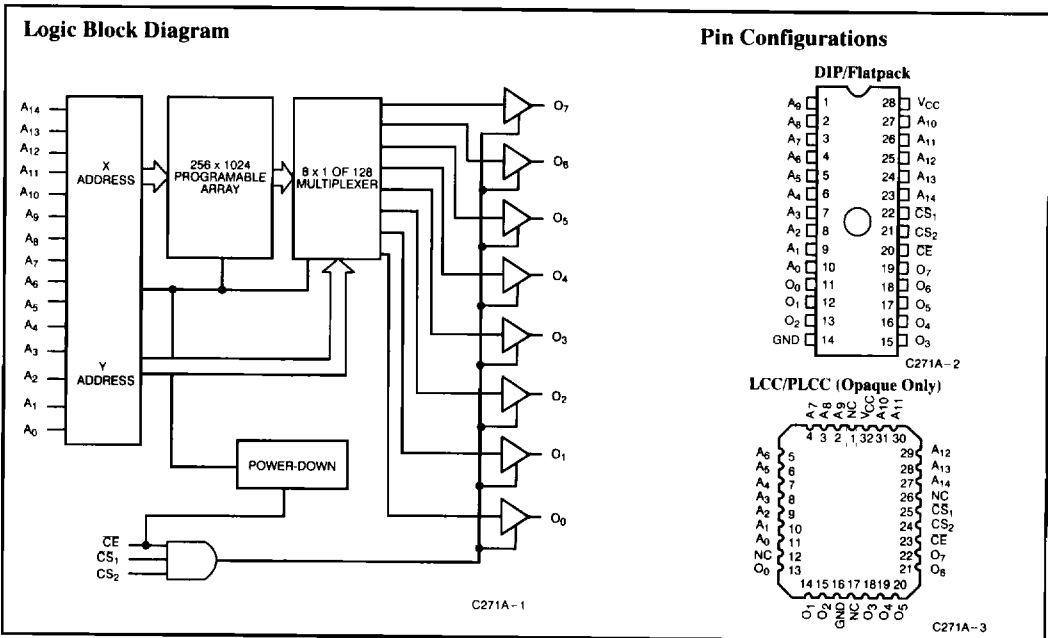 Logic Block Diagram
A14
A13
A12
A11
A10
A9
A8
A7
A6
A5
A4
A3
A2
A1
A0
X
ADDRESS
Y
ADDRESS
256 x 1024
PROGRAMABLE
ARRAY
8 x 1 OF 128
MULTIPLEXER
POWER-DOWN
O7
O6
O5
O4
O3
O2
O1
O0
CE
CS1
CS2
C271A-1
Pin Configurations
DIP/Flatpack
A9 1 28 VCC
A8 2 27 A10
A7 3 26 A11
A6 4 25 A12
A5 5 24 A13
A4 6 23 A14
A3 7 22 CS1
A2 8 21 CS2
A1 9 20 CE
A0 10 19 O7
O0 11 18 O6
O1 12 17 O5
O2 13 16 O4
GND 14 15 O3
C271A-2
LCC/PLCC (Opaque Only)
A7 A8 A9 NC VCC A10 A11
4 3 2 1 32 31 30
A6 5 29 A12
A5 6 28 A13
A4 7 27 A14
A3 8 26 NC
A2 9 25 CS1
A1 10 24 CS2
A0 11 23 CE
NC 12 22 O7
O0 13 21 O6
14 15 16 17 18 19 20
O1 O2 GND NC O3 O4 O5
C271A-3